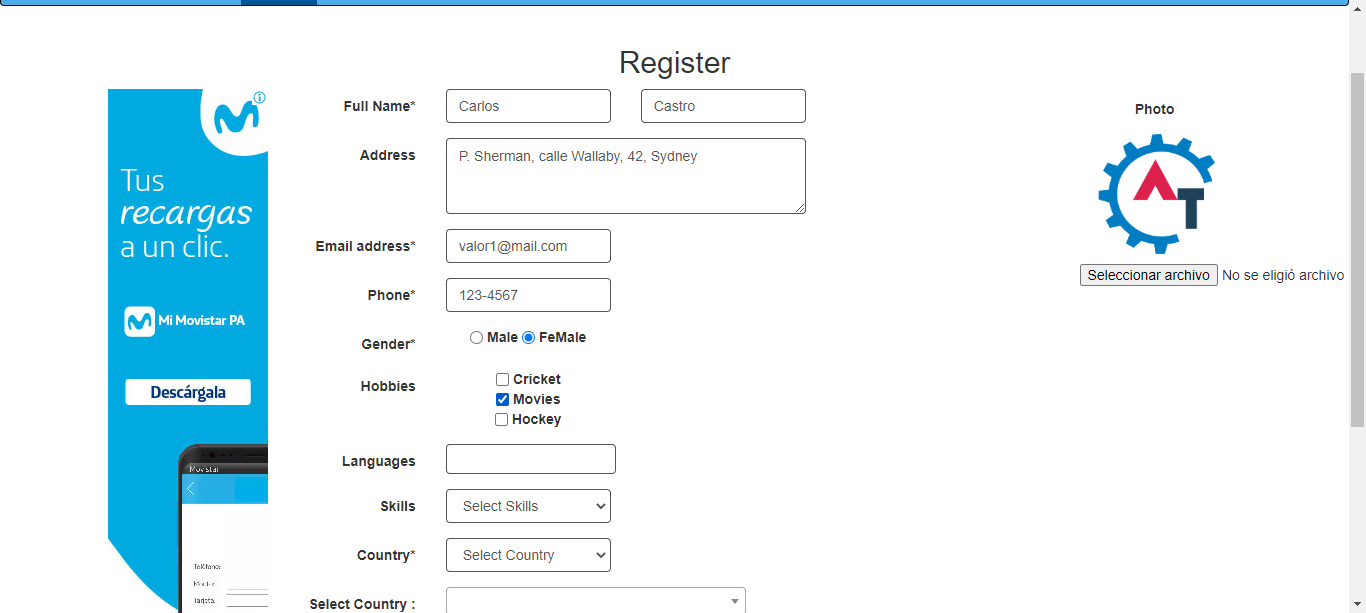 Register
Full Name* Carlos Castro
Photo
Address P. Sherman, calle Wallaby, 42, Sydney
Tus
recargas
a un clic.
AT
Email address* valor1@mail.com
Seleccionar archivo No se eligió archivo
Phone* 123-4567
Mi Movistar PA
Gender* Male FeMale
Hobbies Cricket
Movies
Hockey
Descárgala
Languages
Movistar
Skills Select Skills
Country* Select Country
Teléfono:
Monto:
Tarjeta:
Select Country :